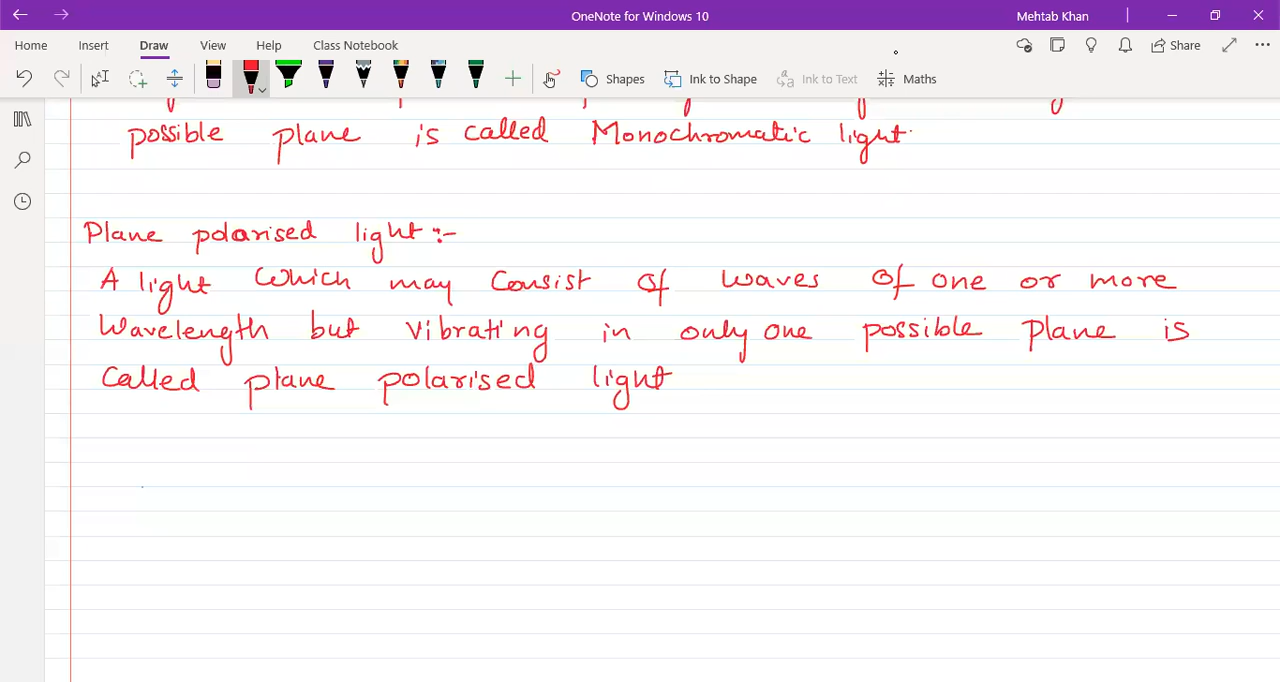 OneNote for Windows 10
Mehtab Khan
Home Insert Draw View Help Class Notebook Share
Shapes Ink to Shape Ink to Text Maths
possible plane is called Monochromatic light.
Plane polarised light :-
A light which may consist of waves of one or more
wavelength but vibrating in only one possible plane is
called plane polarised light